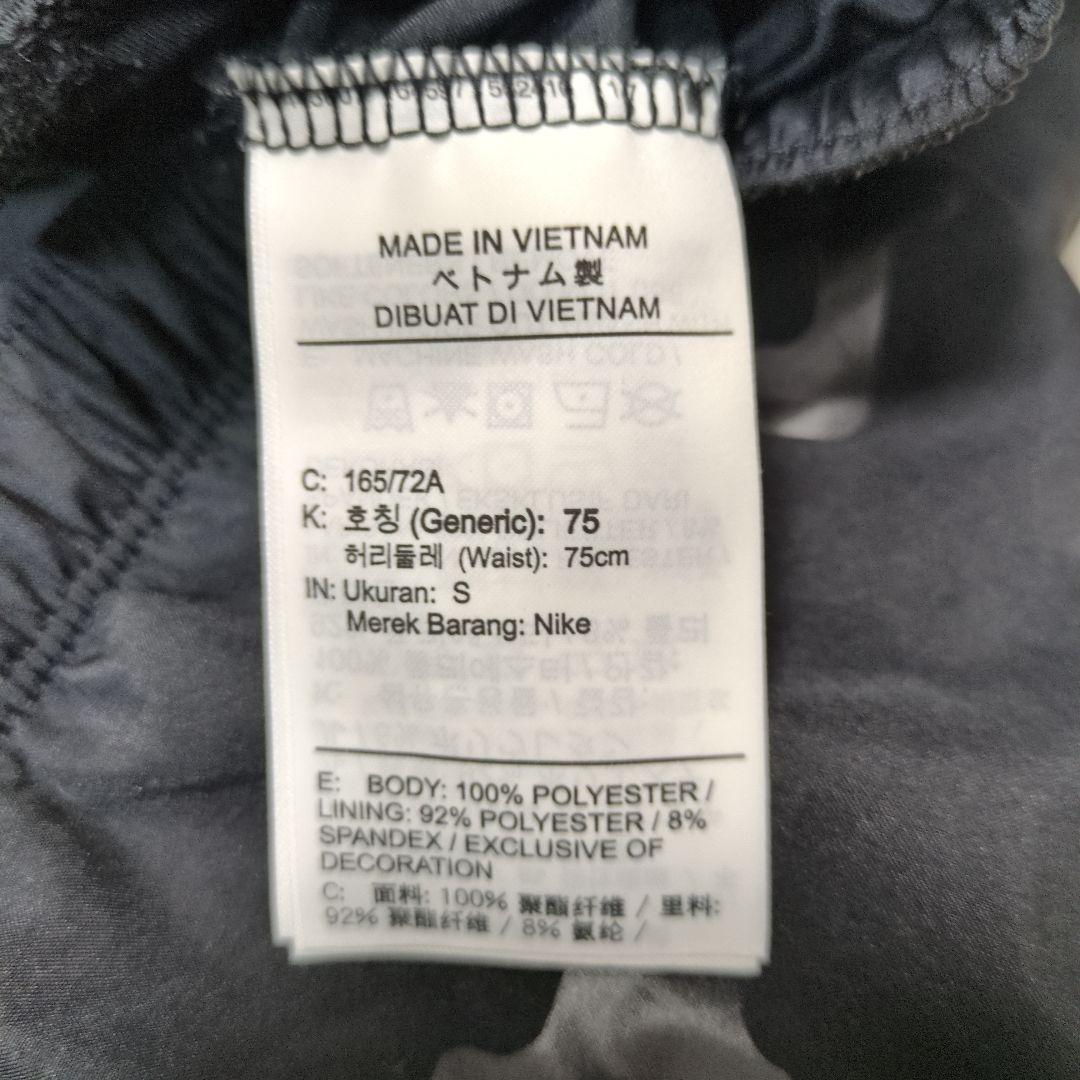 MADE IN VIETNAM
ベトナム製
DIBUAT DI VIETNAM
C: 165/72A
K: 호칭 (Generic): 75
허리둘레 (Waist): 75cm
IN: Ukuran: S
Merek Barang: Nike
E: BODY: 100% POLYESTER /
LINING: 92% POLYESTER / 8%
SPANDEX / EXCLUSIVE OF
DECORATION
C: 面料: 100% 聚酯纤维 / 里料:
92% 聚酯纤维 / 8% 氨纶 /